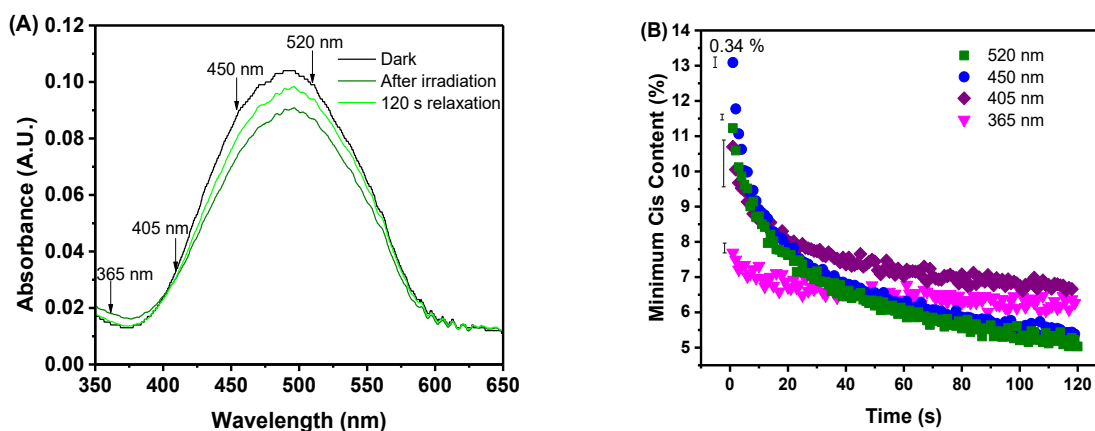 (A)
0.12
0.10
0.08
0.06
0.04
0.02
0.00
Absorbance (A.U.)
365 nm
405 nm
450 nm
520 nm
Dark
After irradiation
120 s relaxation
350 400 450 500 550 600 650
Wavelength (nm)
(B)
14
13
12
11
10
9
8
7
6
5
Minimum Cis Content (%)
0.34 %
520 nm
450 nm
405 nm
365 nm
0 20 40 60 80 100 120
Time (s)